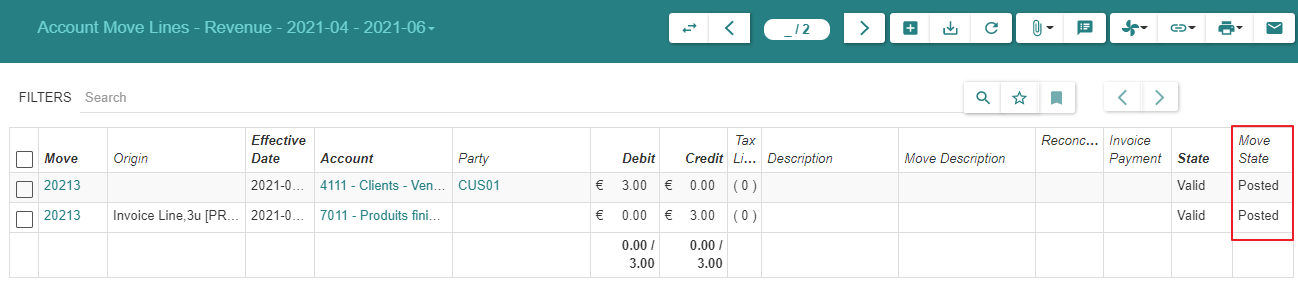 Account Move Lines - Revenue - 2021-04 - 2021-06
_ / 2
FILTERS Search
Move Origin Effective Date Account Party Debit Credit Tax Li... Description Move Description Reconc... Invoice Payment State Move State
20213 2021-0... 4111 - Clients - Ven... CUS01 € 3.00 € 0.00 ( 0 ) Valid Posted
20213 Invoice Line,3u [PR... 2021-0... 7011 - Produits fini... € 0.00 € 3.00 ( 0 ) Valid Posted
0.00 / 3.00 0.00 / 3.00